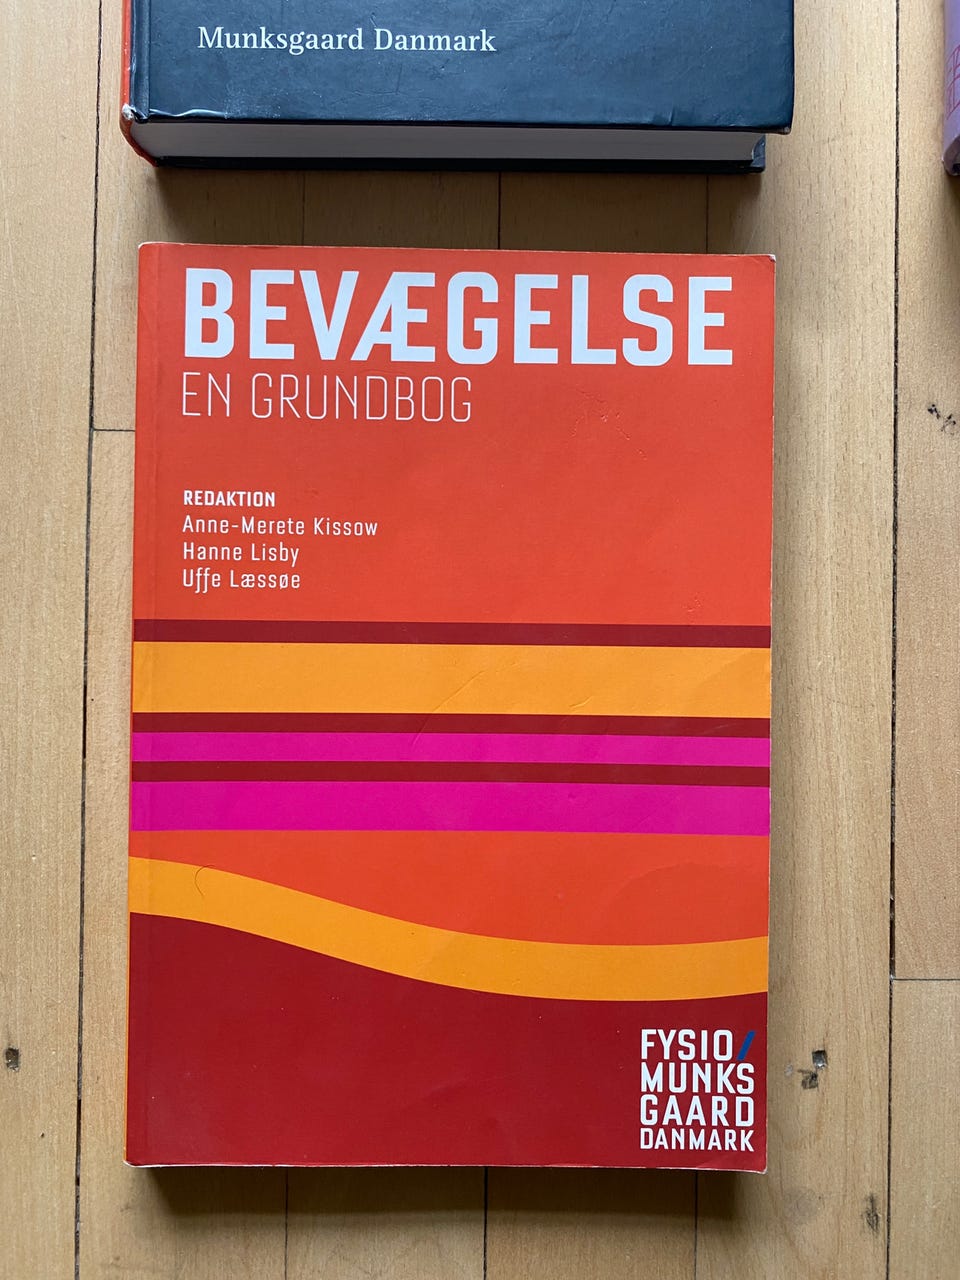 Munksgaard Danmark
BEVÆGELSE
EN GRUNDBOG
REDAKTION
Anne-Merete Kissow
Hanne Lisby
Uffe Læssøe
FYSIO/
MUNKS
GAARD
DANMARK